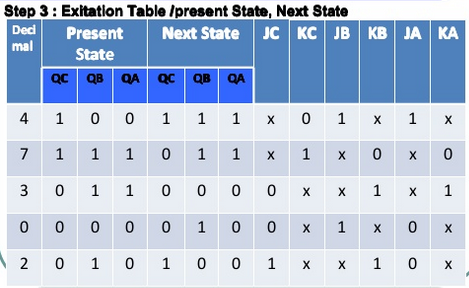 Step 3 : Exitation Table /present State, Next State
Deci mal Present State Next State JC KC JB KB JA KA
QC QB QA QC QB QA
4 1 0 0 1 1 1 x 0 1 x 1 x
7 1 1 1 0 1 1 x 1 x 0 x 0
3 0 1 1 0 0 0 0 x x 1 x 1
0 0 0 0 0 1 0 0 x 1 x 0 x
2 0 1 0 1 0 0 1 x x 1 0 x